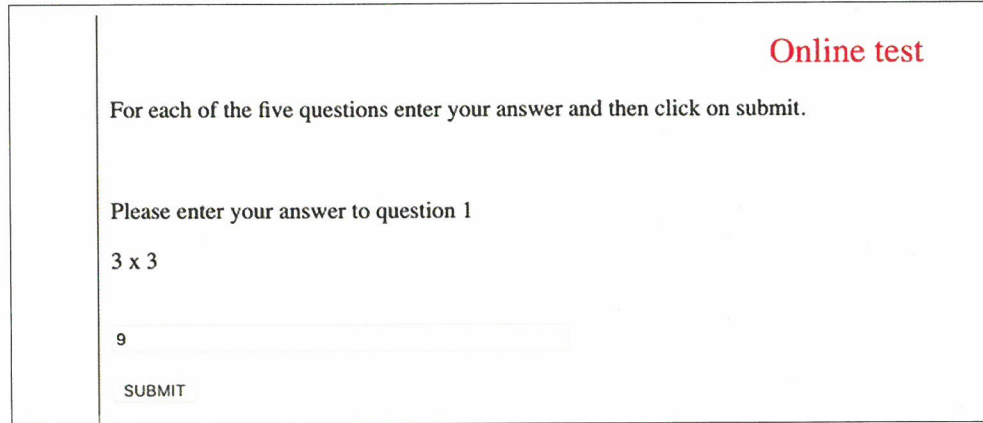 Online test
For each of the five questions enter your answer and then click on submit.
Please enter your answer to question 1
3 x 3
9
SUBMIT